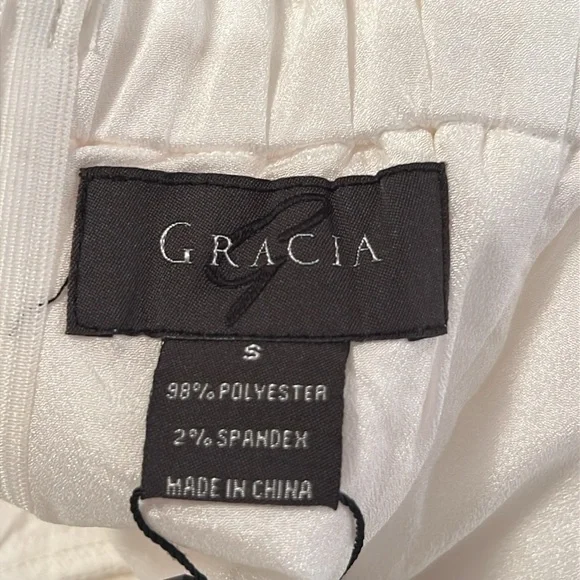 GRACIA
S
98% POLYESTER
2% SPANDEX
MADE IN CHINA